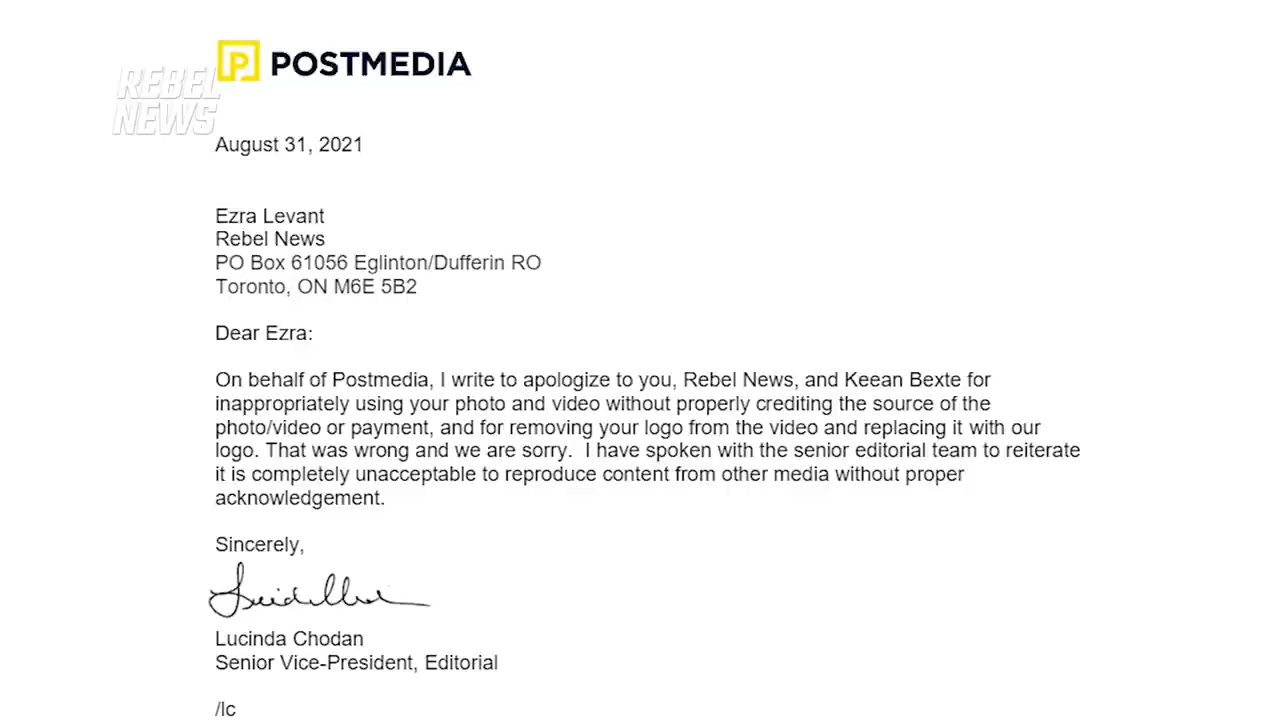 POSTMEDIA
REBEL
NEWS
August 31, 2021
Ezra Levant
Rebel News
PO Box 61056 Eglinton/Dufferin RO
Toronto, ON M6E 5B2
Dear Ezra:
On behalf of Postmedia, I write to apologize to you, Rebel News, and Keean Bexte for
inappropriately using your photo and video without properly crediting the source of the
photo/video or payment, and for removing your logo from the video and replacing it with our
logo. That was wrong and we are sorry.  I have spoken with the senior editorial team to reiterate
it is completely unacceptable to reproduce content from other media without proper
acknowledgement.
Sincerely,
Lucinda Chodan
Senior Vice-President, Editorial
/lc